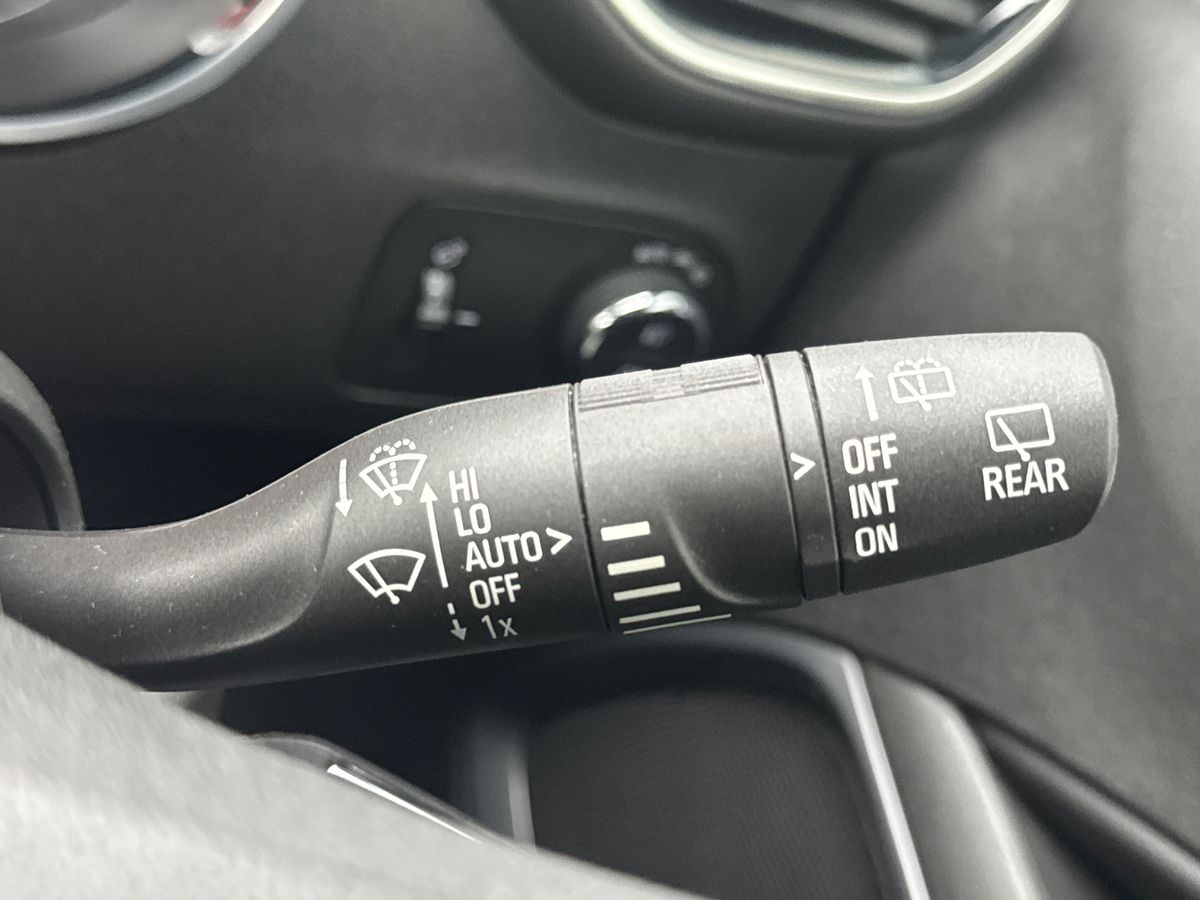 HI
LO
AUTO >
OFF
1x
>
OFF
INT
ON
REAR